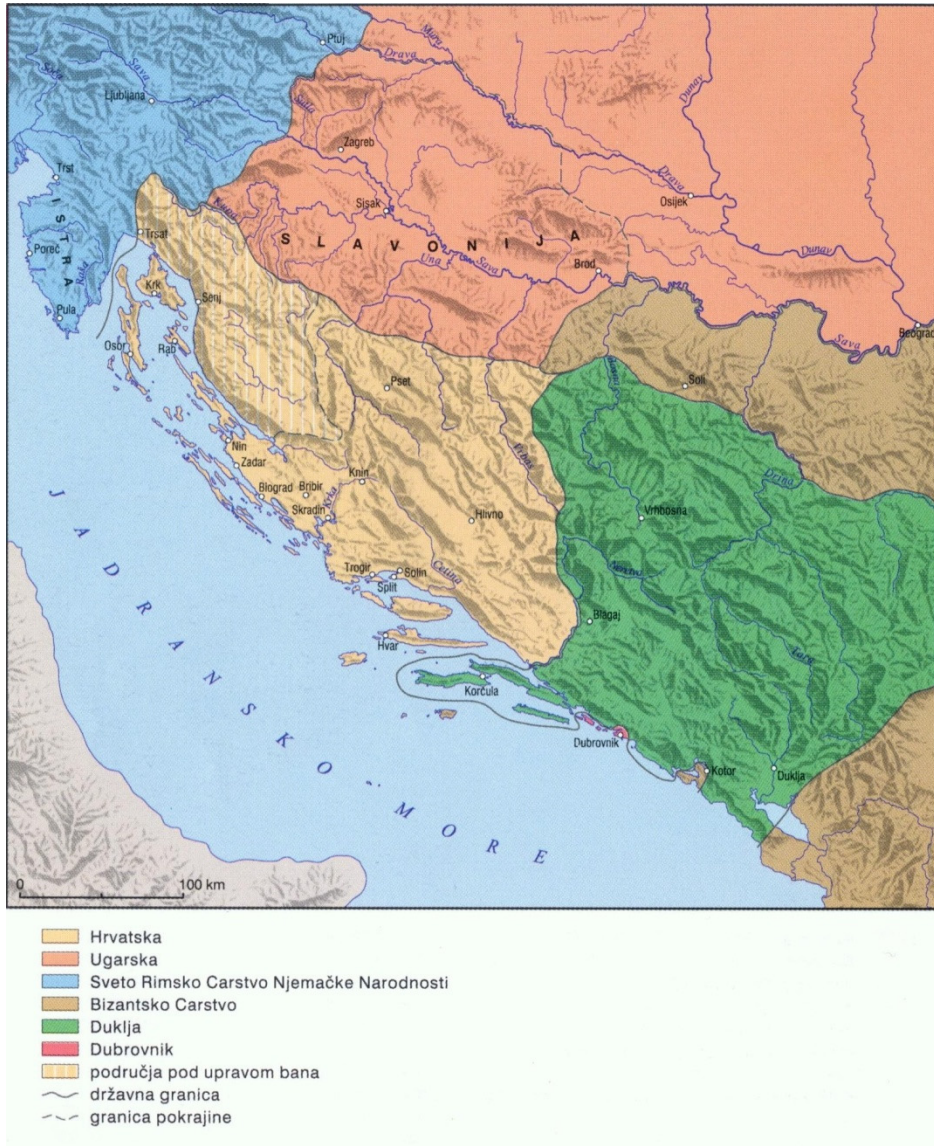 Ptuj
Mura
Drava
Soča
Sava
Ljubljana
Sutla
Dunav
Zagreb
Trst
Drava
Osijek
ISTRA
Kupa
Sisak
SLAVONIJA
Trsat
Poreč
Raša
Una
Sava
Dunav
Brod
Krk
Senj
Pula
Beograd
Sava
Osor
Rab
Pset
Bosna
Soli
Vrbas
Nin
Zadar
Knin
Drina
Biograd
Bribir
Krka
Skradin
Hlivno
Vrhbosna
Trogir
Solin
Cetina
Split
Neretva
Blagaj
Hvar
Tara
Korčula
JADRANSKO MORE
Dubrovnik
Kotor
Duklja
0 100 km
Hrvatska
Ugarska
Sveto Rimsko Carstvo Njemačke Narodnosti
Bizantsko Carstvo
Duklja
Dubrovnik
područja pod upravom bana
državna granica
granica pokrajine